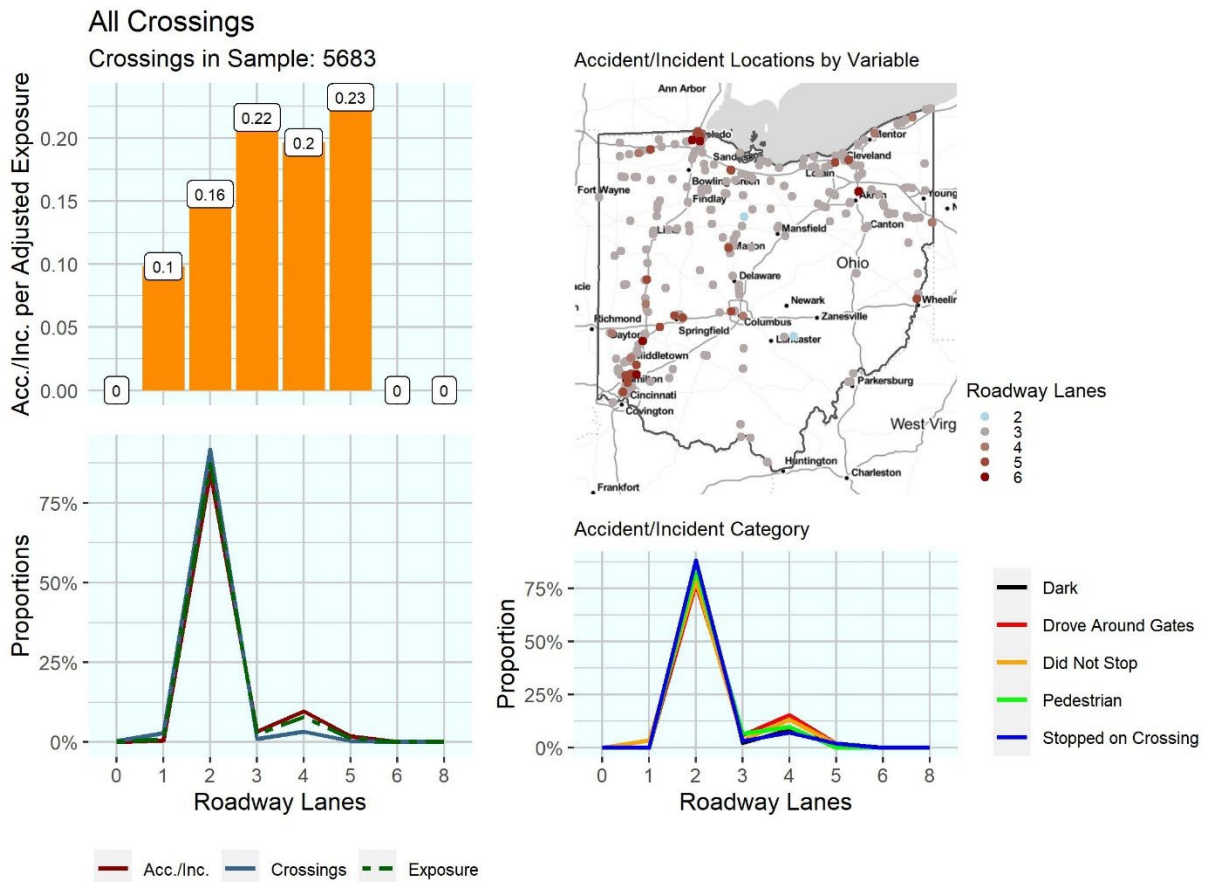 All Crossings
Crossings in Sample: 5683
Acc./Inc. per Adjusted Exposure
0.20
0.15
0.10
0.05
0.00
0
0.1
0.16
0.22
0.2
0.23
0
0
Proportions
75%
50%
25%
0%
0 1 2 3 4 5 6 8
Roadway Lanes
Acc./Inc. Crossings Exposure
Accident/Incident Locations by Variable
Ann Arbor
Mentor
Cleveland
Fort Wayne
Bowling Green
Findlay
Akron
Canton
Mansfield
Marion
Ohio
Delaware
Newark
Wheelin
Richmond
Columbus
Zanesville
Springfield
Dayton
Lancaster
Middletown
Parkersburg
Cincinnati
Covington
West Virg
Huntington
Charleston
Frankfort
Roadway Lanes
2
3
4
5
6
Accident/Incident Category
Proportion
75%
50%
25%
0%
0 1 2 3 4 5 6 8
Roadway Lanes
Dark
Drove Around Gates
Did Not Stop
Pedestrian
Stopped on Crossing